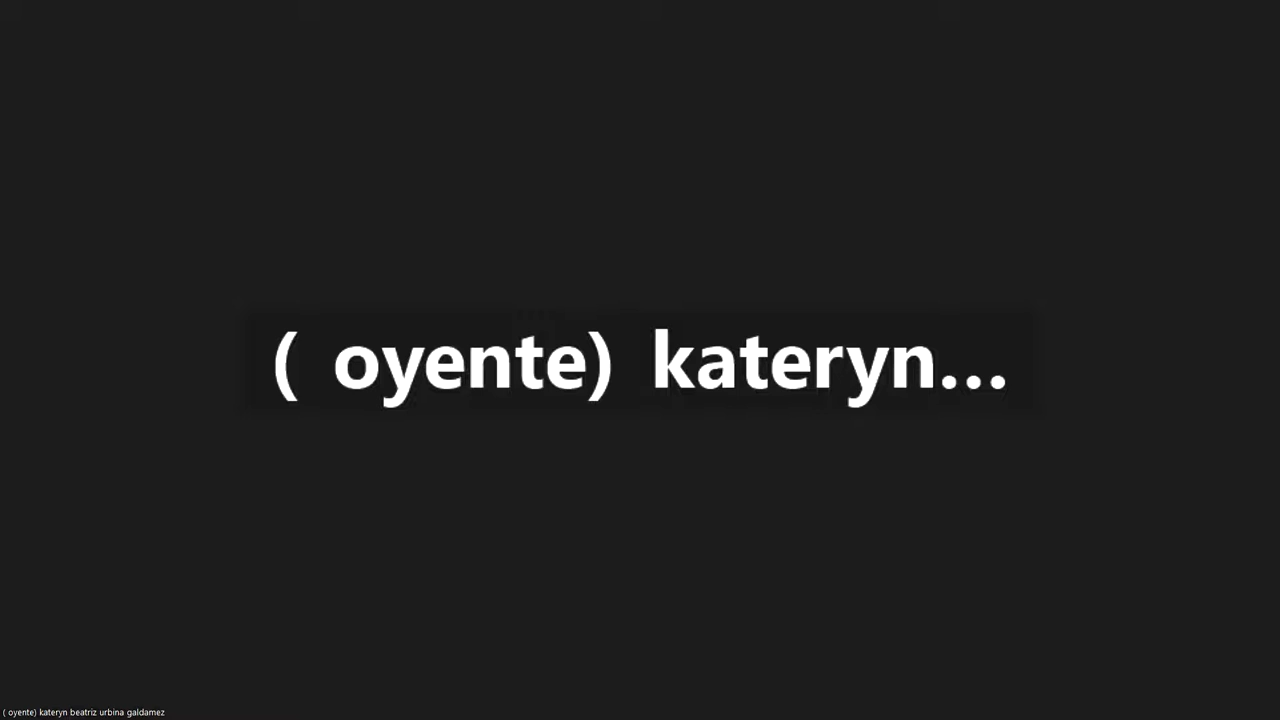 ( oyente) kateryn...
( oyente) kateryn beatriz urbina galdamez